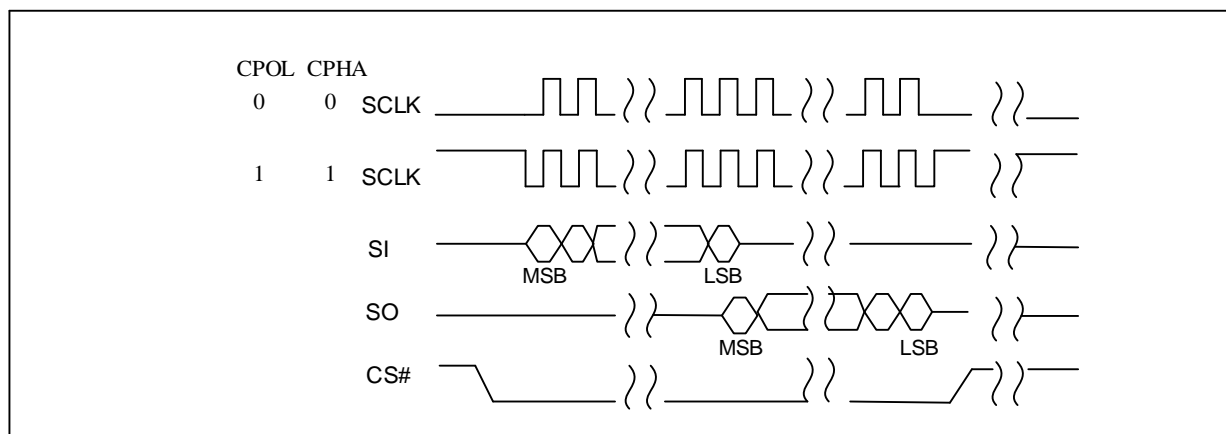 CPOL CPHA
0 0 SCLK
1 1 SCLK
SI
MSB LSB
SO
MSB LSB
CS#